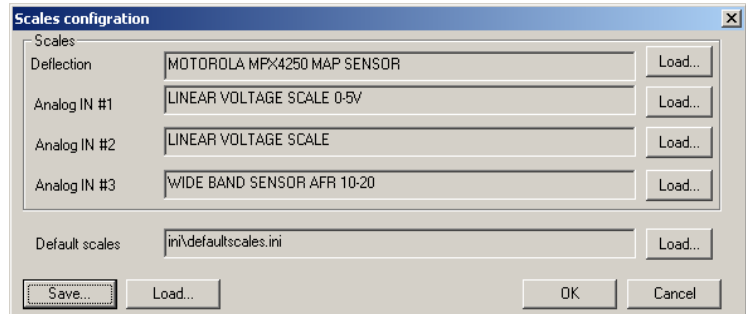 Scales configration
Scales
Deflection MOTOROLA MPX4250 MAP SENSOR Load...
Analog IN #1 LINEAR VOLTAGE SCALE 0-5V Load...
Analog IN #2 LINEAR VOLTAGE SCALE Load...
Analog IN #3 WIDE BAND SENSOR AFR 10-20 Load...
Default scales ini\defaultscales.ini Load...
Save... Load... OK Cancel